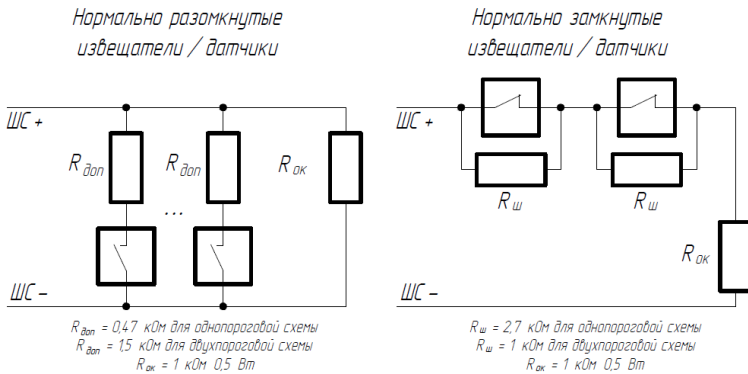 Нормально разомкнутые
извещатели / датчики
ШС +
R доп
R доп
R ок
...
ШС -
R доп = 0,47 кОм для однопороговой схемы
R доп = 1,5 кОм для двухпороговой схемы
R ок = 1 кОм 0,5 Вт
Нормально замкнутые
извещатели / датчики
ШС +
R ш
R ш
R ок
ШС -
R ш = 2,7 кОм для однопороговой схемы
R ш = 1 кОм для двухпороговой схемы
R ок = 1 кОм 0,5 Вт